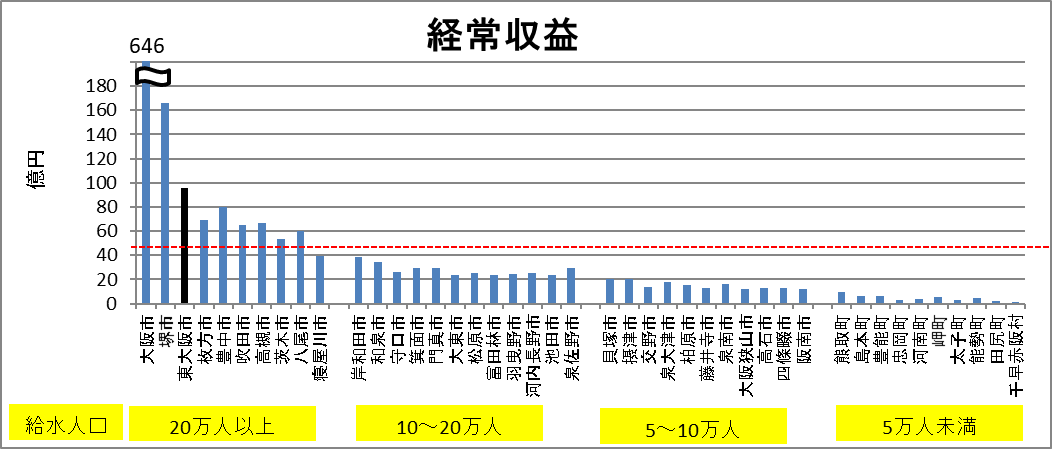 経常収益
646
億円
180
160
140
120
100
80
60
40
20
0
大阪市
堺市
東大阪市
枚方市
豊中市
吹田市
高槻市
茨木市
八尾市
寝屋川市
岸和田市
和泉市
守口市
箕面市
門真市
大東市
松原市
富田林市
羽曳野市
河内長野市
池田市
泉佐野市
貝塚市
摂津市
交野市
泉大津市
柏原市
藤井寺市
泉南市
大阪狭山市
高石市
四條畷市
阪南市
熊取町
島本町
豊能町
忠岡町
河南町
岬町
太子町
能勢町
田尻町
千早赤阪村
給水人口
20万人以上
10～20万人
5～10万人
5万人未満